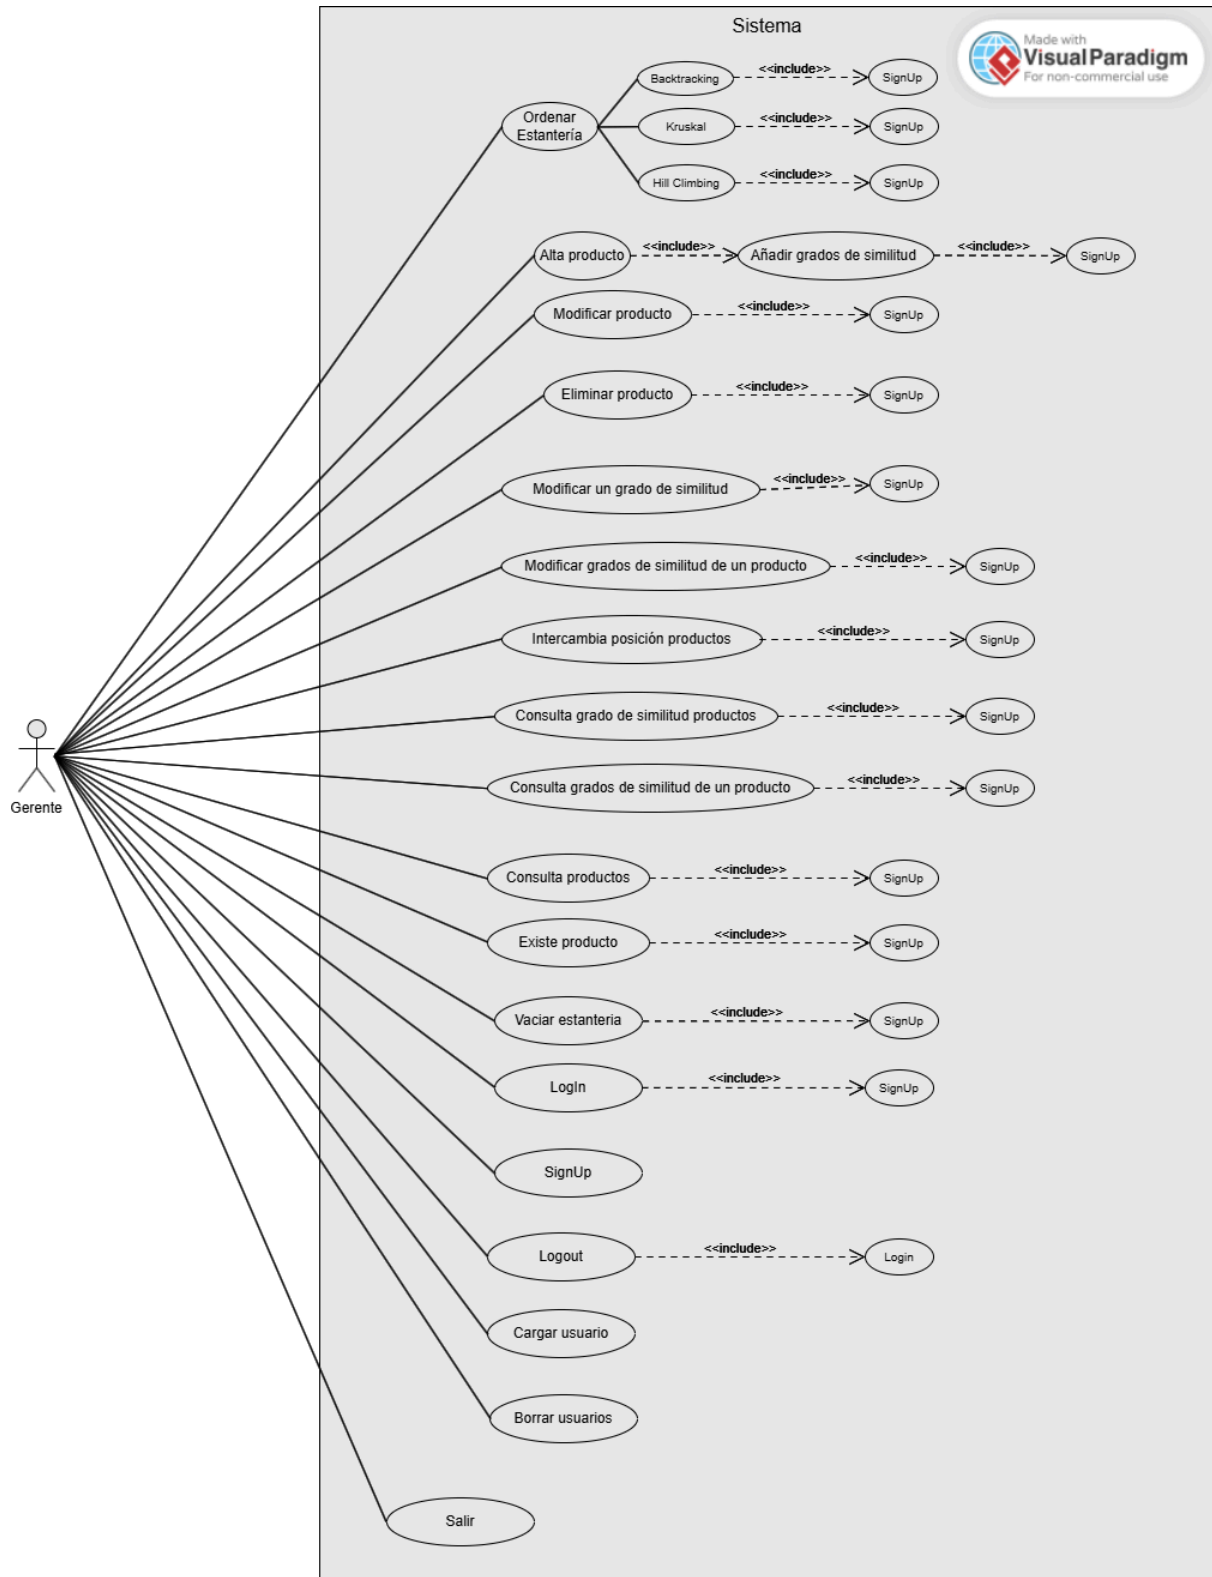 Sistema
Made with
Visual Paradigm
For non-commercial use
Backtracking
<<include>>
SignUp
Ordenar
Estantería
Kruskal
<<include>>
SignUp
Hill Climbing
<<include>>
SignUp
Alta producto
<<include>>
Añadir grados de similitud
<<include>>
SignUp
Modificar producto
<<include>>
SignUp
Eliminar producto
<<include>>
SignUp
Modificar un grado de similitud
<<include>>
SignUp
Modificar grados de similitud de un producto
<<include>>
SignUp
Intercambia posición productos
<<include>>
SignUp
Consulta grado de similitud productos
<<include>>
SignUp
Consulta grados de similitud de un producto
<<include>>
SignUp
Gerente
Consulta productos
<<include>>
SignUp
Existe producto
<<include>>
SignUp
Vaciar estanteria
<<include>>
SignUp
LogIn
<<include>>
SignUp
SignUp
Logout
<<include>>
Login
Cargar usuario
Borrar usuarios
Salir